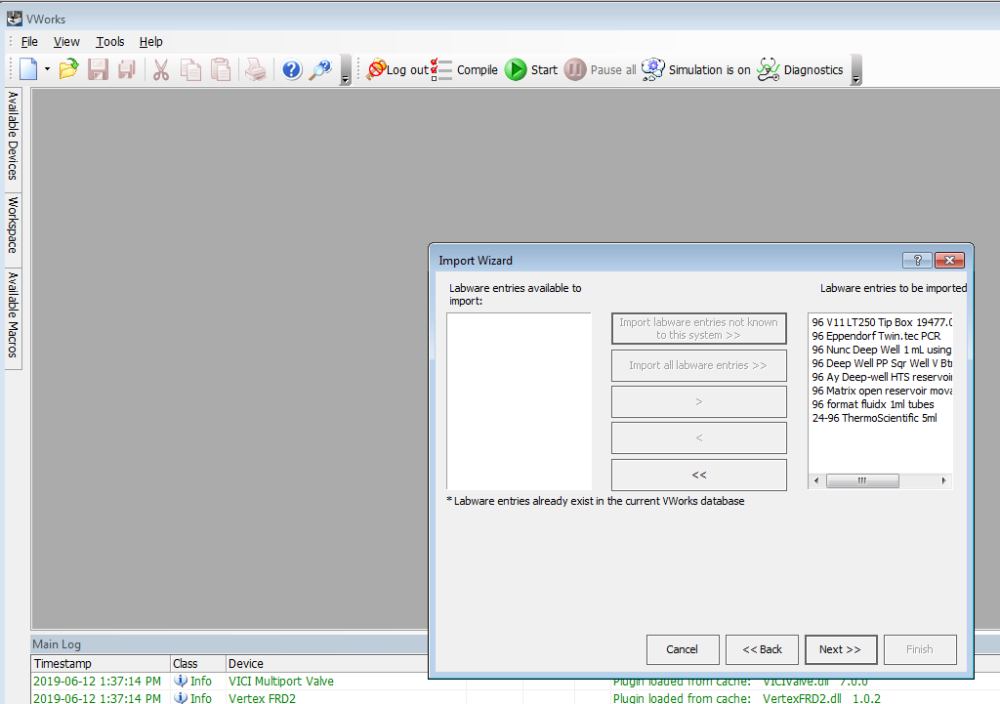 VWorks
File View Tools Help
Log out Compile Start Pause all Simulation is on Diagnostics
Available Devices
Workspace
Available Macros
Import Wizard
Labware entries available to
import:
Labware entries to be imported
Import labware entries not known
to this system >>
Import all labware entries >>
>
<
<<
96 V11 LT250 Tip Box 19477.0
96 Eppendorf Twin.tec PCR
96 Nunc Deep Well 1 mL using
96 Deep Well PP Sqr Well V Bt
96 Ay Deep-well HTS reservoi
96 Matrix open reservoir mova
96 format fluidx 1ml tubes
24-96 ThermoScientific 5ml
* Labware entries already exist in the current VWorks database
Cancel << Back Next >> Finish
Main Log
Timestamp Class Device
2019-06-12 1:37:14 PM Info VICI Multiport Valve Plugin loaded from cache: VICIValve.dll 7.0.0
2019-06-12 1:37:14 PM Info Vertex FRD2 Plugin loaded from cache: VertexFRD2.dll 1.0.2